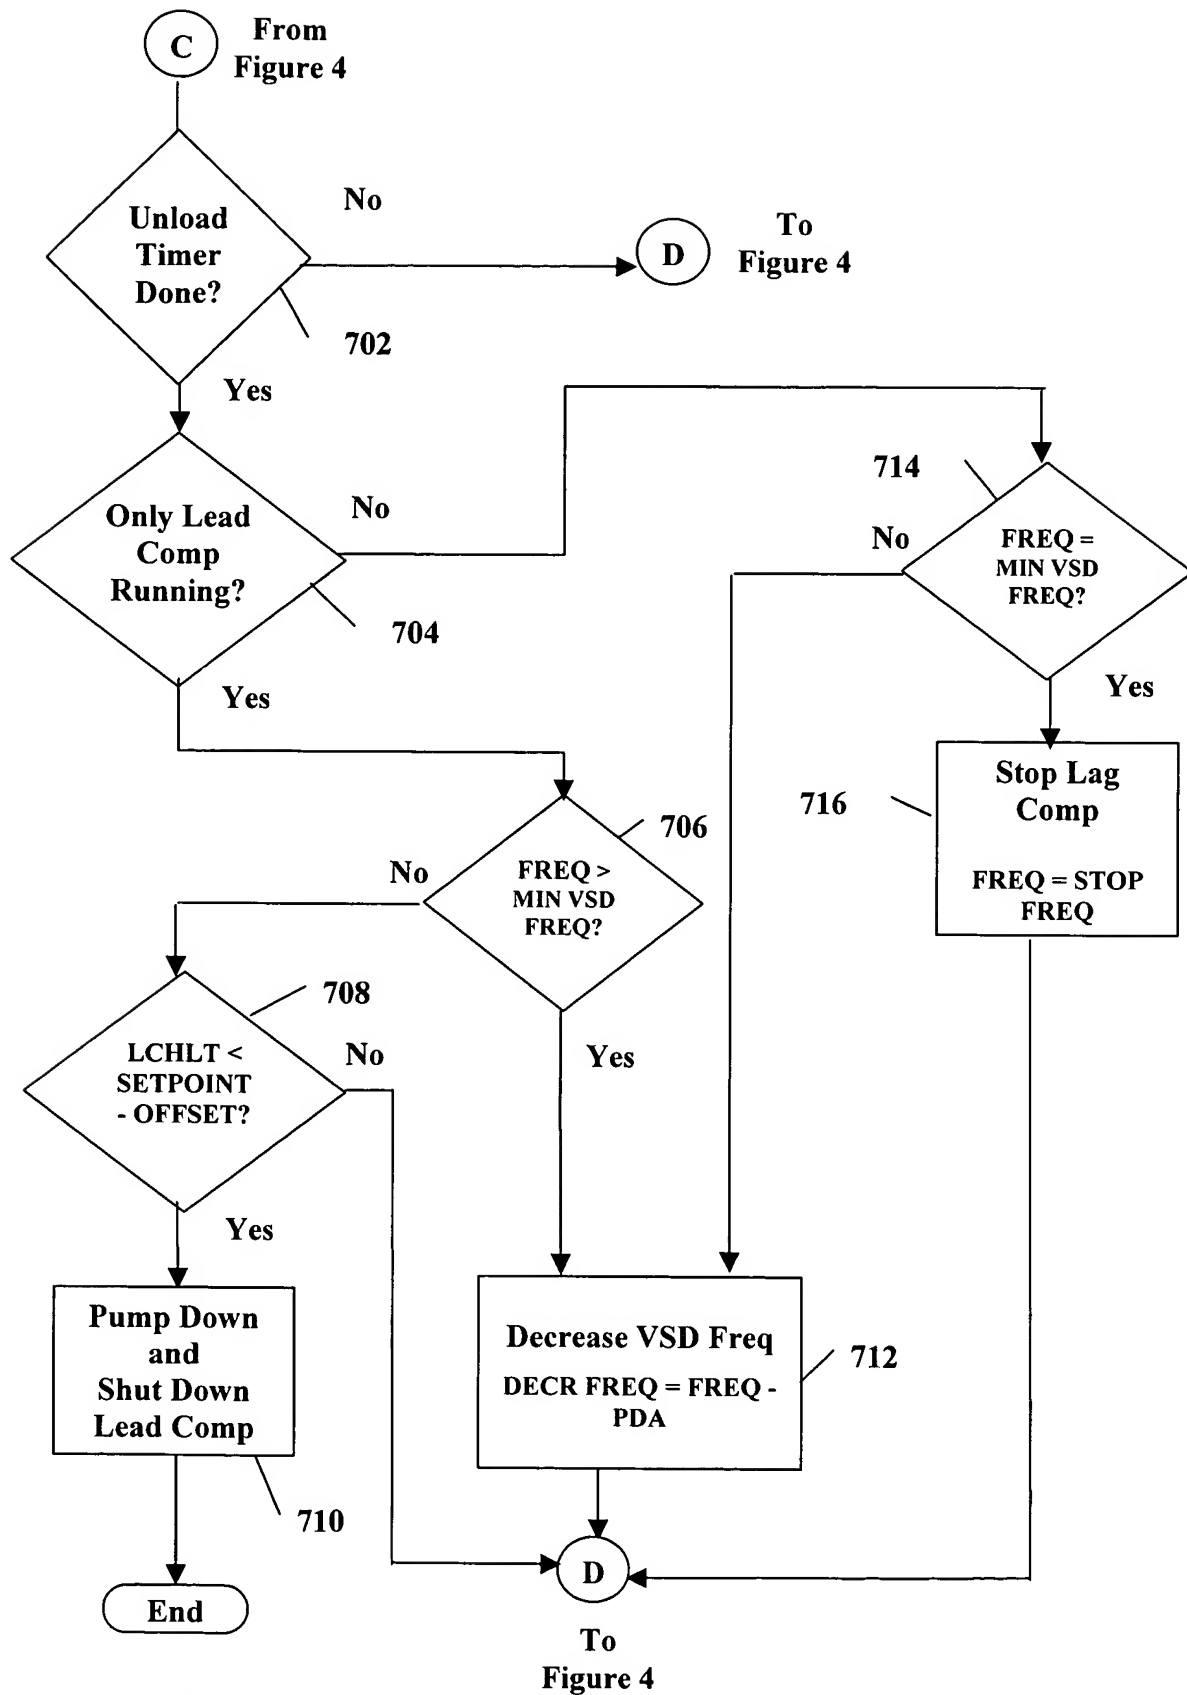 C
From
Figure 4
Unload
Timer
Done?
No
D
To
Figure 4
702
Yes
Only Lead
Comp
Running?
No
704
Yes
714
FREQ =
MIN VSD
FREQ?
No
Yes
Stop Lag
Comp
FREQ = STOP
FREQ
716
706
FREQ >
MIN VSD
FREQ?
No
Yes
708
LCHLT <
SETPOINT
- OFFSET?
No
Yes
Pump Down
and
Shut Down
Lead Comp
710
End
Decrease VSD Freq
DECR FREQ = FREQ -
PDA
712
D
To
Figure 4